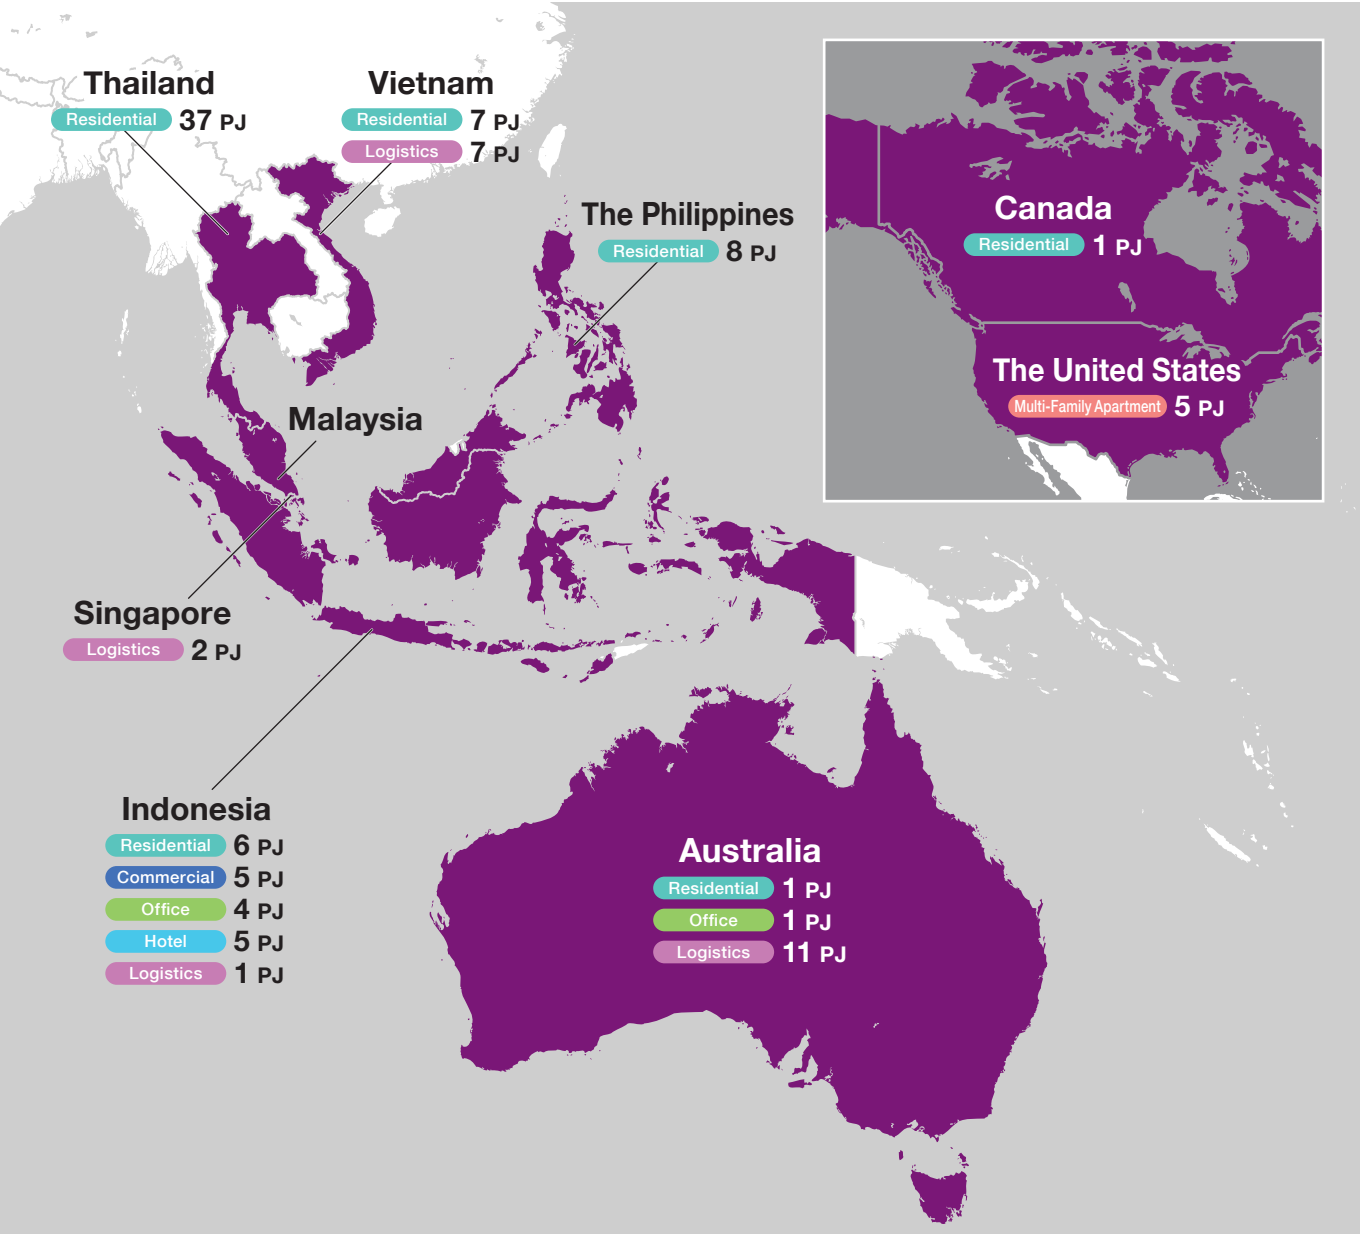 Thailand
Residential 37 PJ
Vietnam
Residential 7 PJ
Logistics 7 PJ
The Philippines
Residential 8 PJ
Canada
Residential 1 PJ
The United States
Multi-Family Apartment 5 PJ
Malaysia
Singapore
Logistics 2 PJ
Indonesia
Residential 6 PJ
Commercial 5 PJ
Office 4 PJ
Hotel 5 PJ
Logistics 1 PJ
Australia
Residential 1 PJ
Office 1 PJ
Logistics 11 PJ